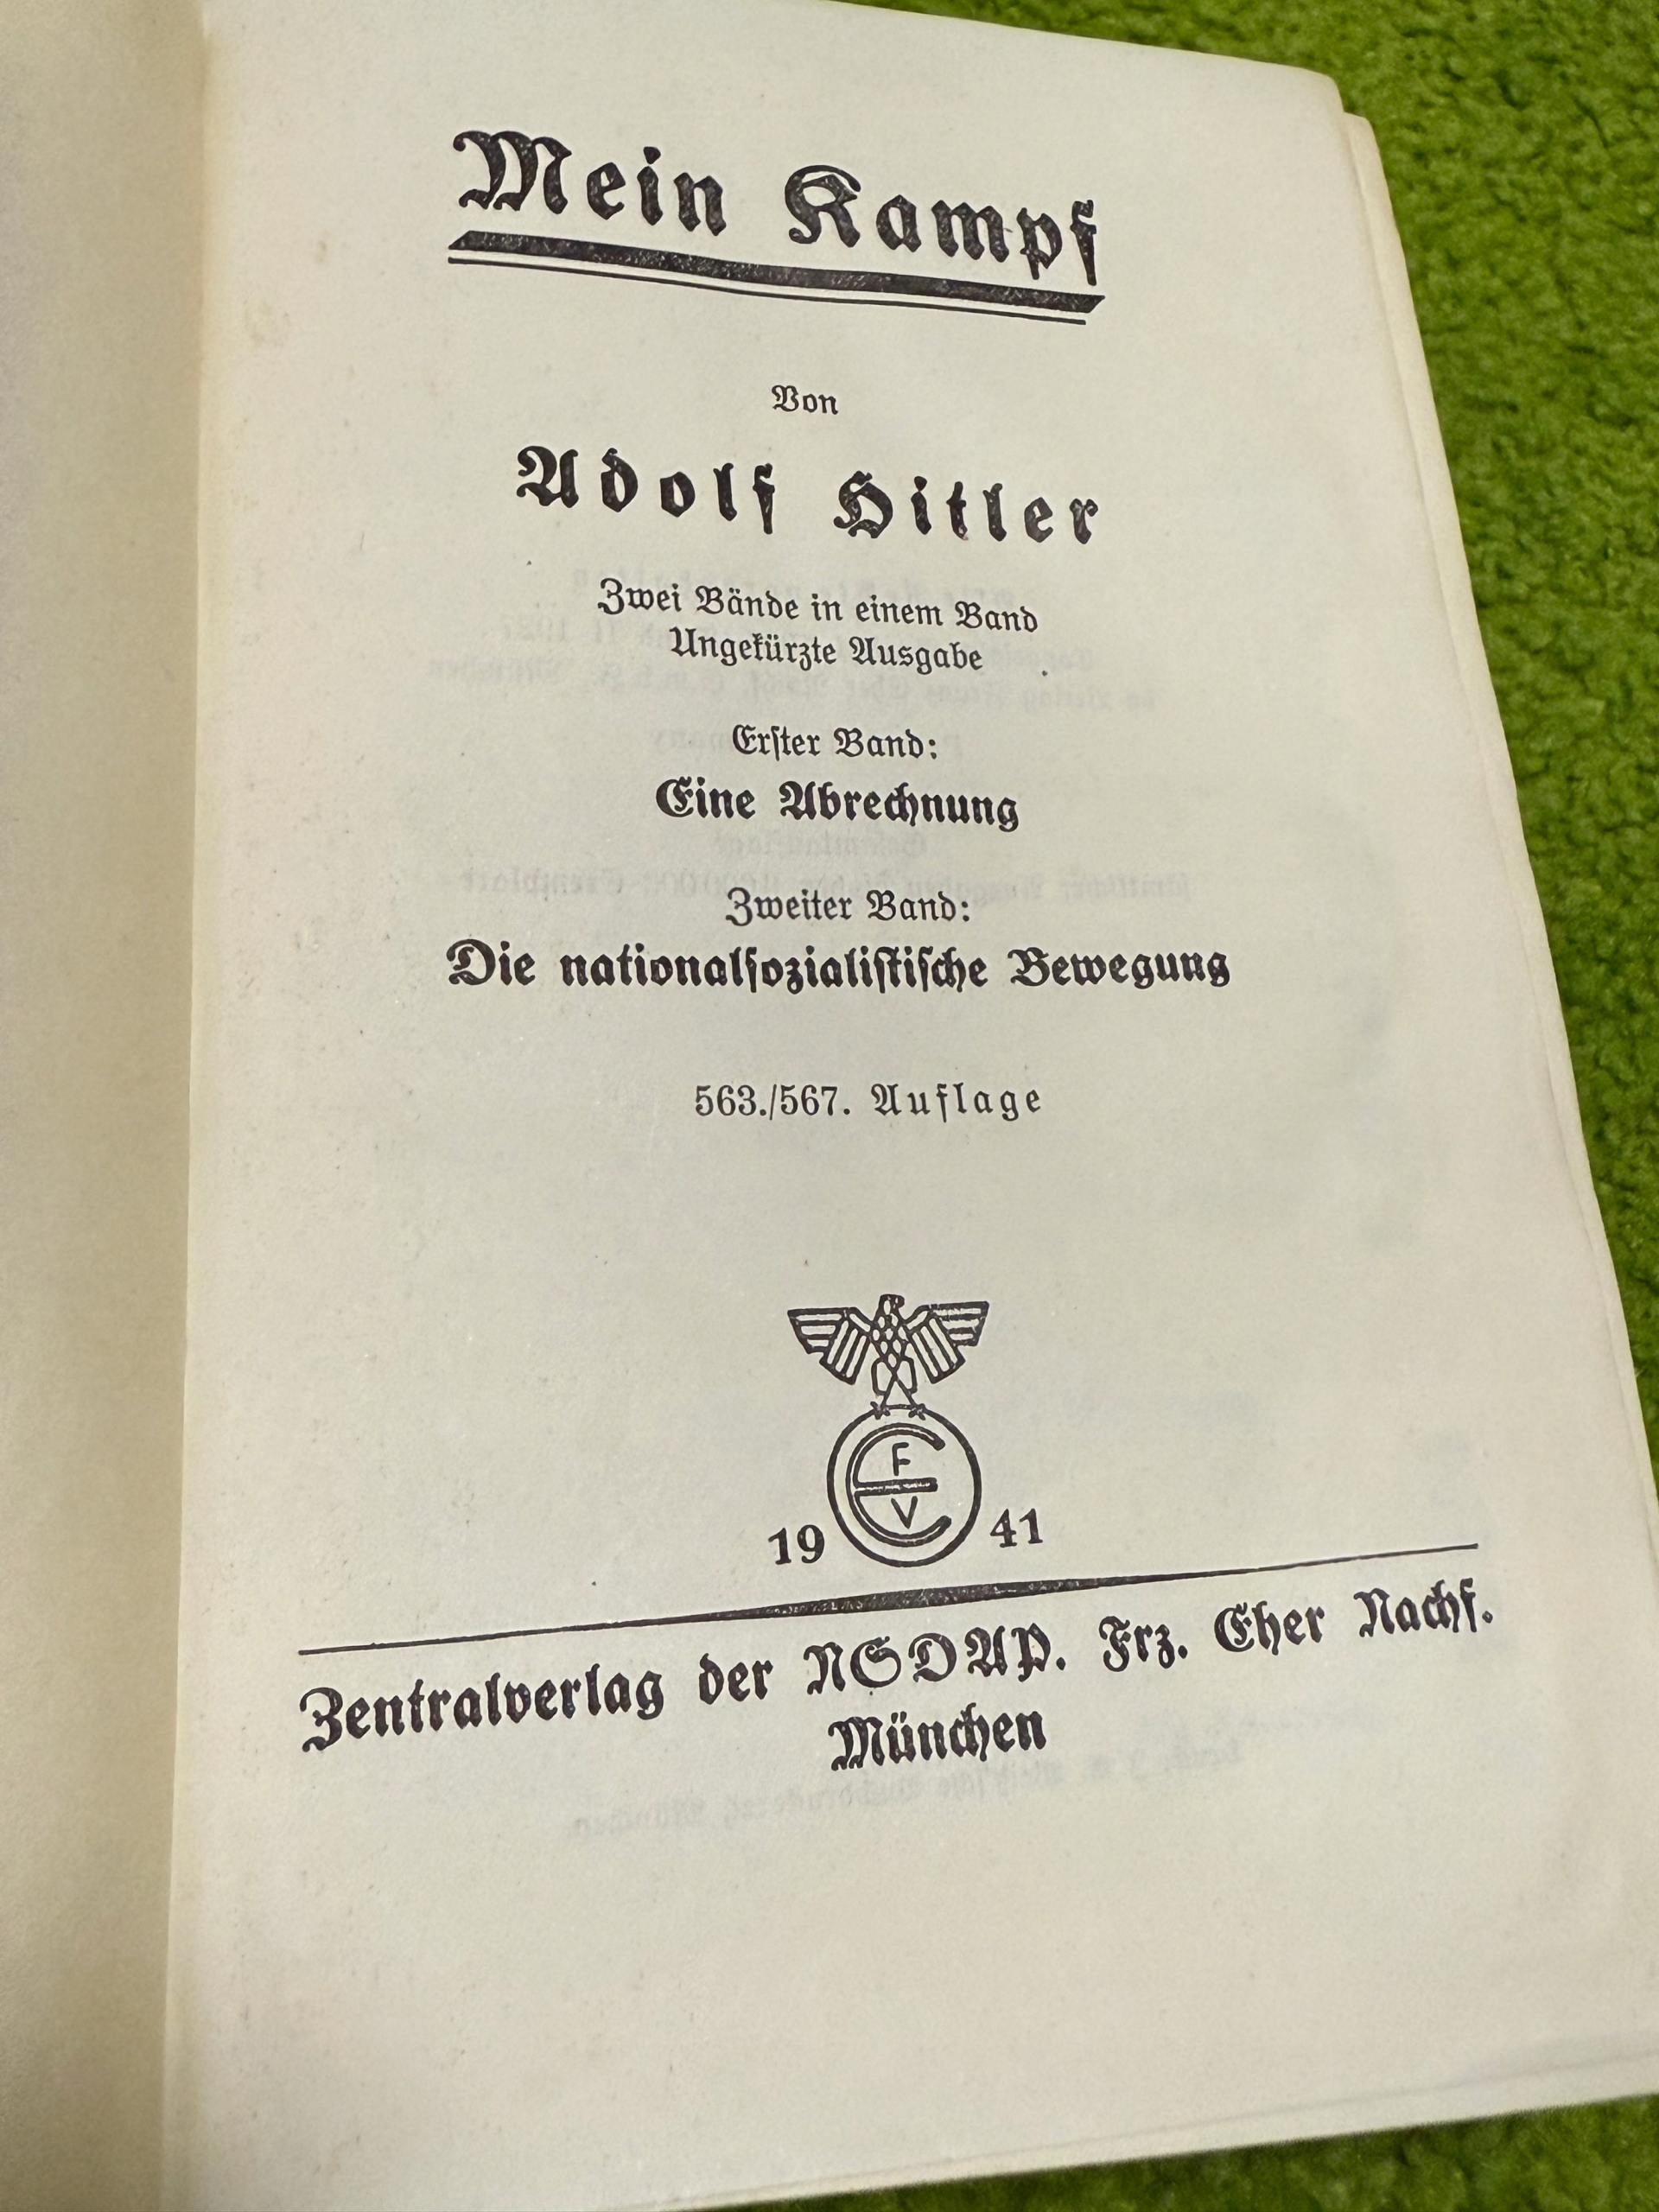 Mein Kampf
Von
Adolf Hitler
Zwei Bände in einem Band
Ungekürzte Ausgabe
Erſter Band:
Eine Abrechnung
Zweiter Band:
Die nationalſozialiſtiſche Bewegung
563./567. Auflage
F
E
V
19 41
Zentralverlag der NSDAP. Frz. Eher Nachf.
München